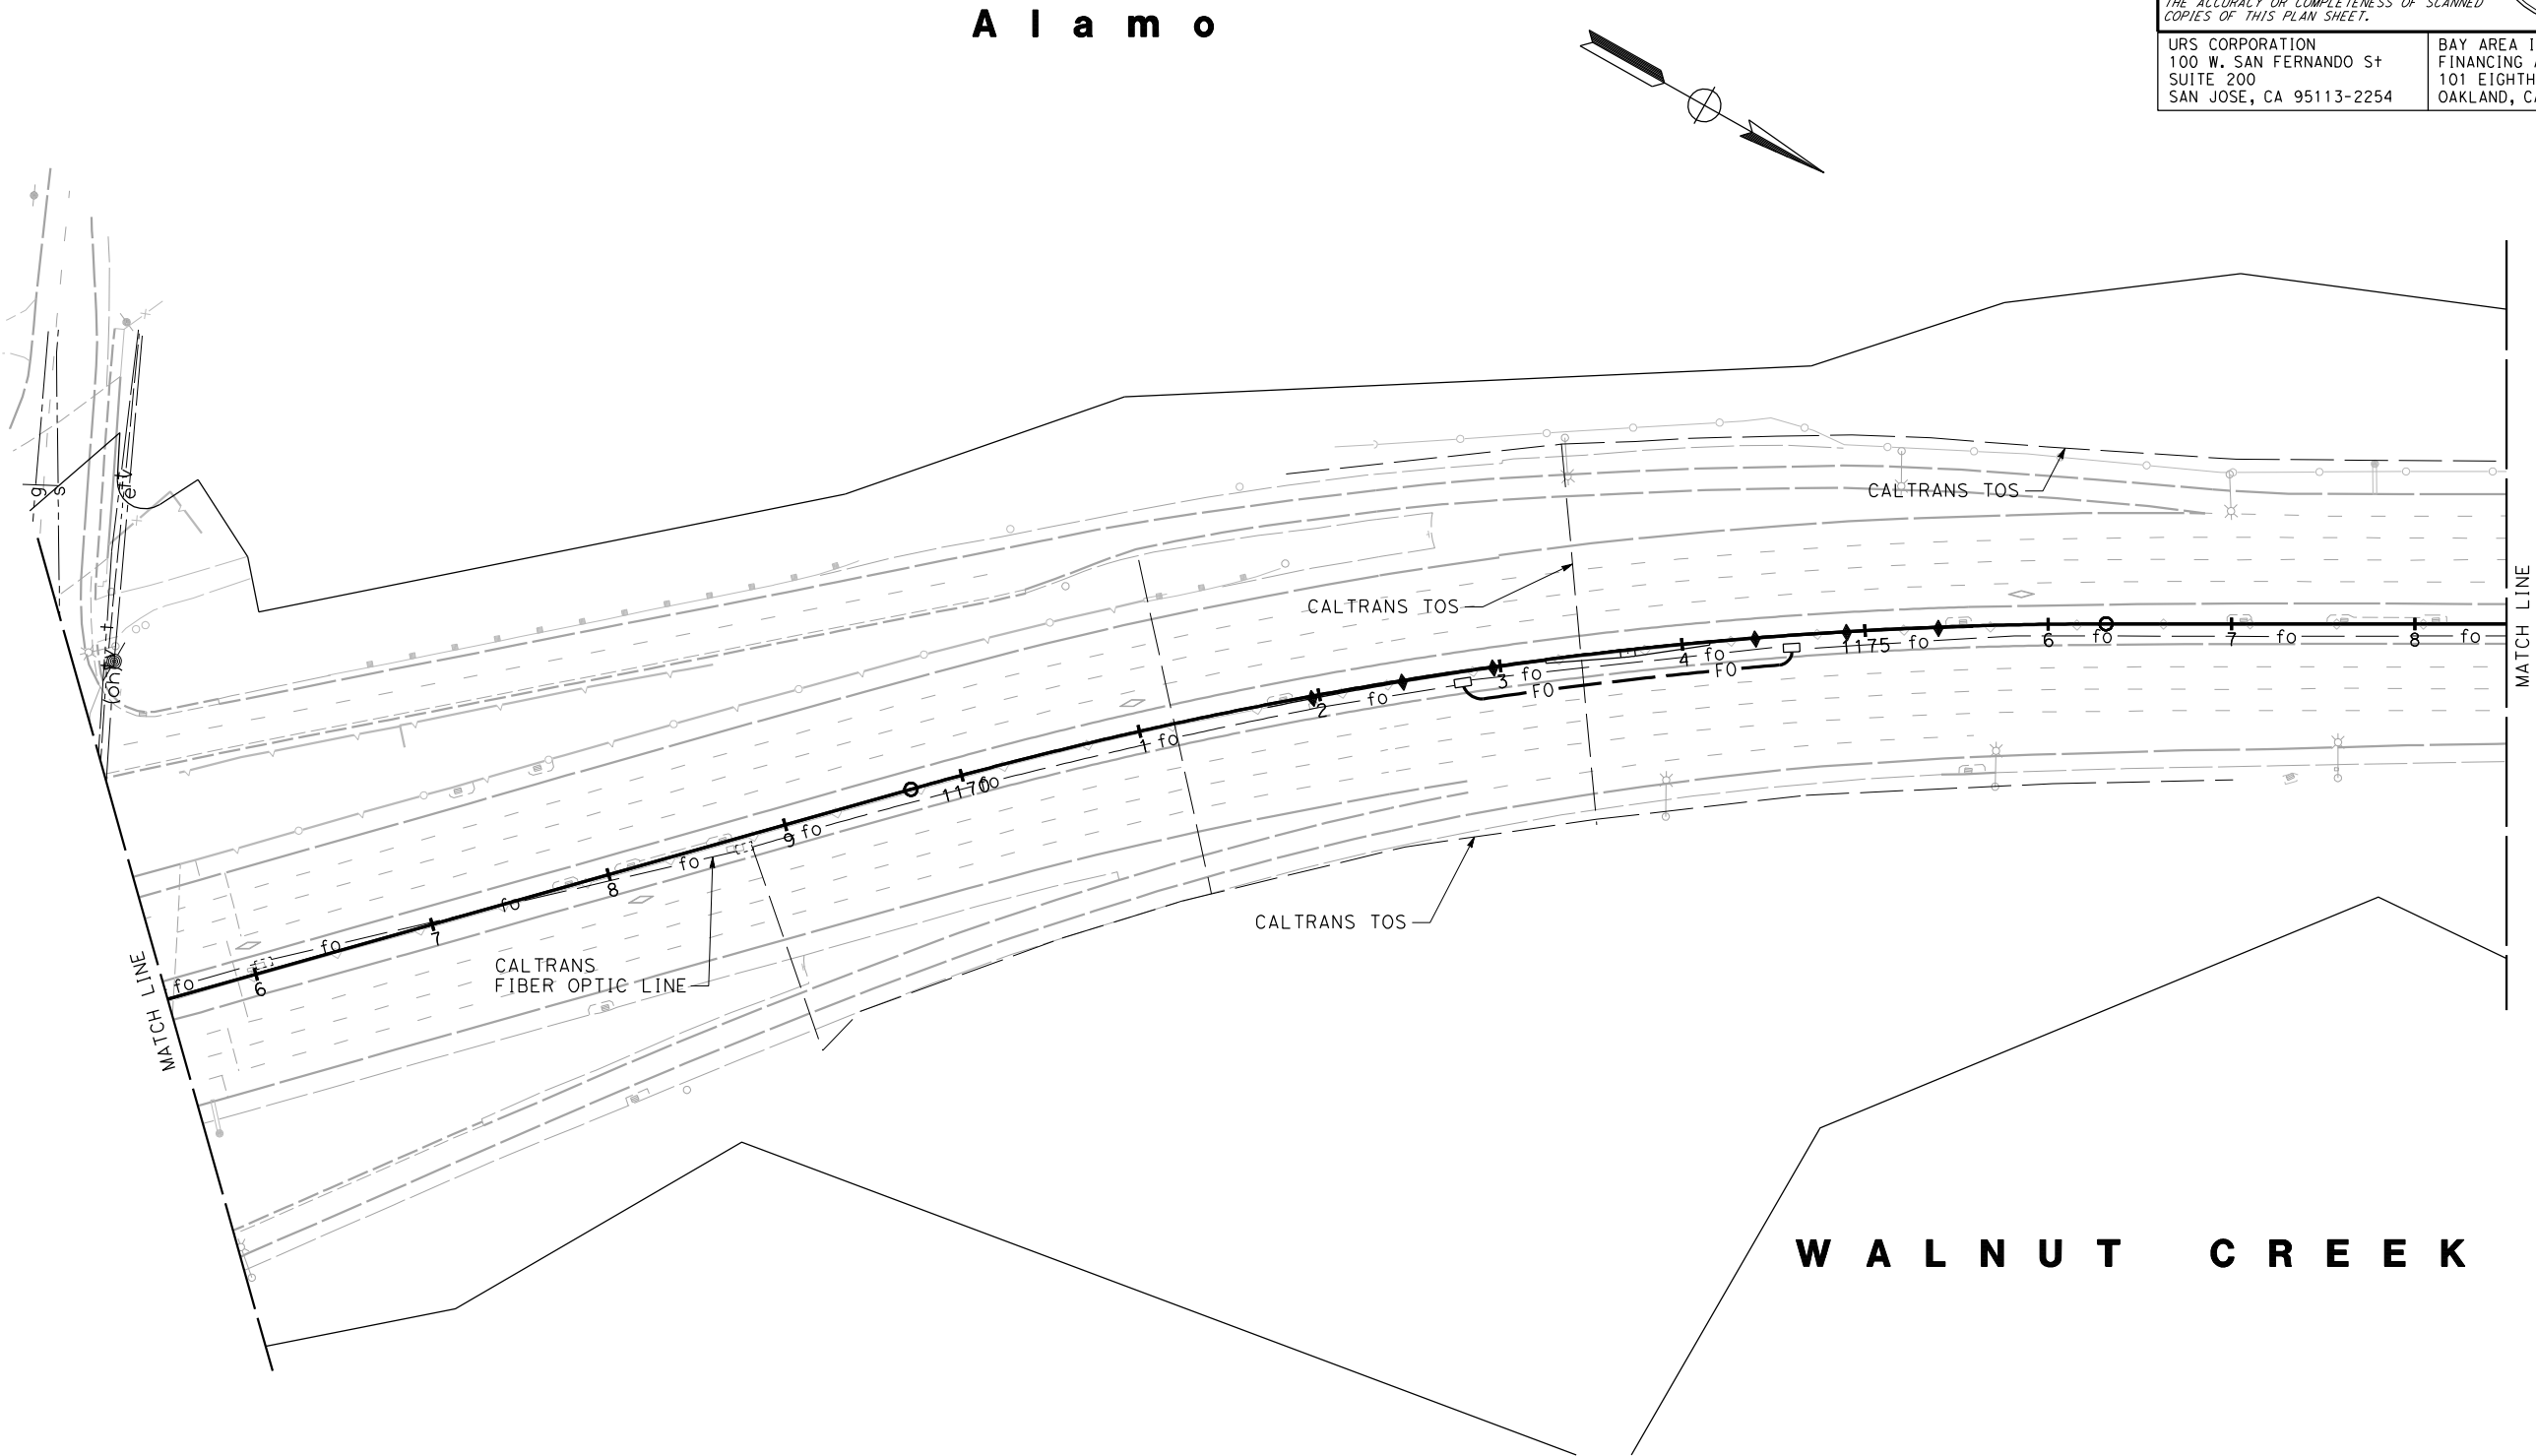 Alamo
THE ACCURACY OR COMPLETENESS OF SCANNED
COPIES OF THIS PLAN SHEET.
URS CORPORATION
100 W. SAN FERNANDO St
SUITE 200
SAN JOSE, CA 95113-2254
BAY AREA I
FINANCING A
101 EIGHTH
OAKLAND, CA
g
s
CALTRANS TOS
CALTRANS TOS
MATCH LINE
fo
6
fo
7
fo
8
fo
9
fo
1170
fo
1
fo
2
fo
3
fo
4
fo
1175
fo
6
fo
7
fo
8
fo
FO
FO
CALTRANS TOS
CALTRANS
FIBER OPTIC LINE
MATCH LINE
WALNUT CREEK